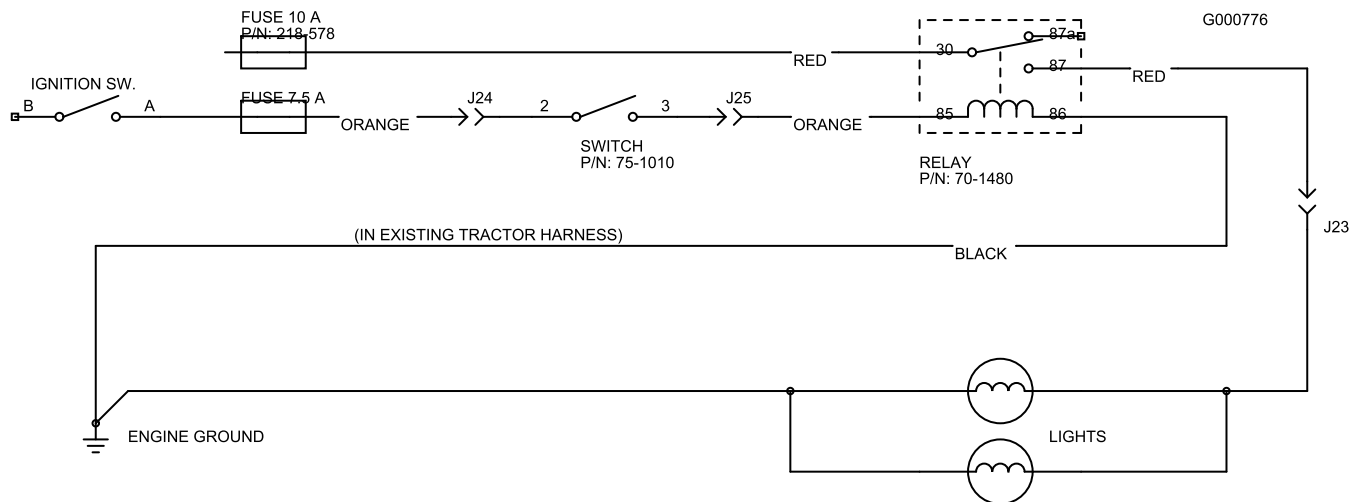 FUSE 10 A
P/N: 218-578
G000776
30
87a
RED
87
RED
IGNITION SW.
B
A
FUSE 7.5 A
ORANGE
J24
2
3
J25
ORANGE
85
86
SWITCH
P/N: 75-1010
RELAY
P/N: 70-1480
J23
(IN EXISTING TRACTOR HARNESS)
BLACK
ENGINE GROUND
LIGHTS